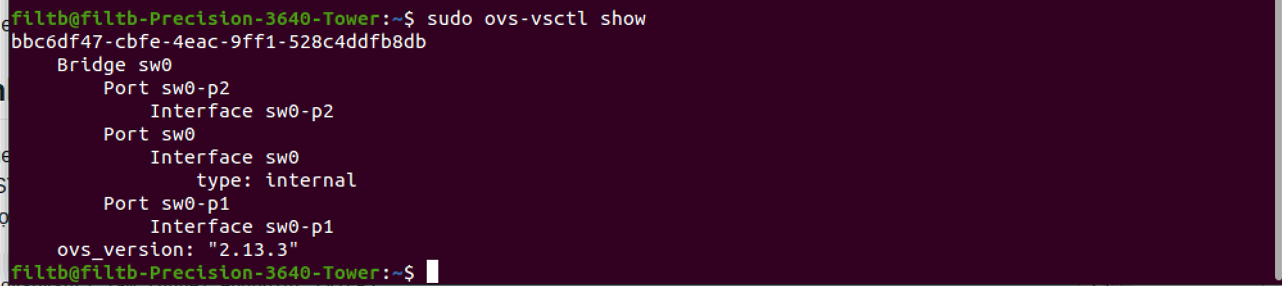 filtb@filtb-Precision-3640-Tower:~$ sudo ovs-vsctl show
bbc6df47-cbfe-4eac-9ff1-528c4ddfb8db
    Bridge sw0
        Port sw0-p2
            Interface sw0-p2
        Port sw0
            Interface sw0
                type: internal
        Port sw0-p1
            Interface sw0-p1
    ovs_version: "2.13.3"
filtb@filtb-Precision-3640-Tower:~$